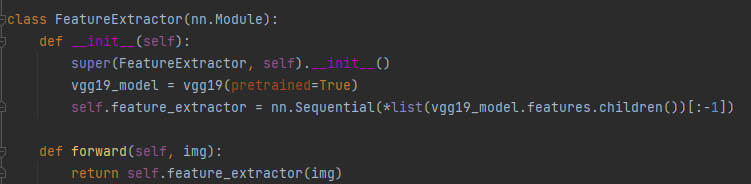 class FeatureExtractor(nn.Module):
    def __init__(self):
        super(FeatureExtractor, self).__init__()
        vgg19_model = vgg19(pretrained=True)
        self.feature_extractor = nn.Sequential(*list(vgg19_model.features.children())[:-1])

    def forward(self, img):
        return self.feature_extractor(img)